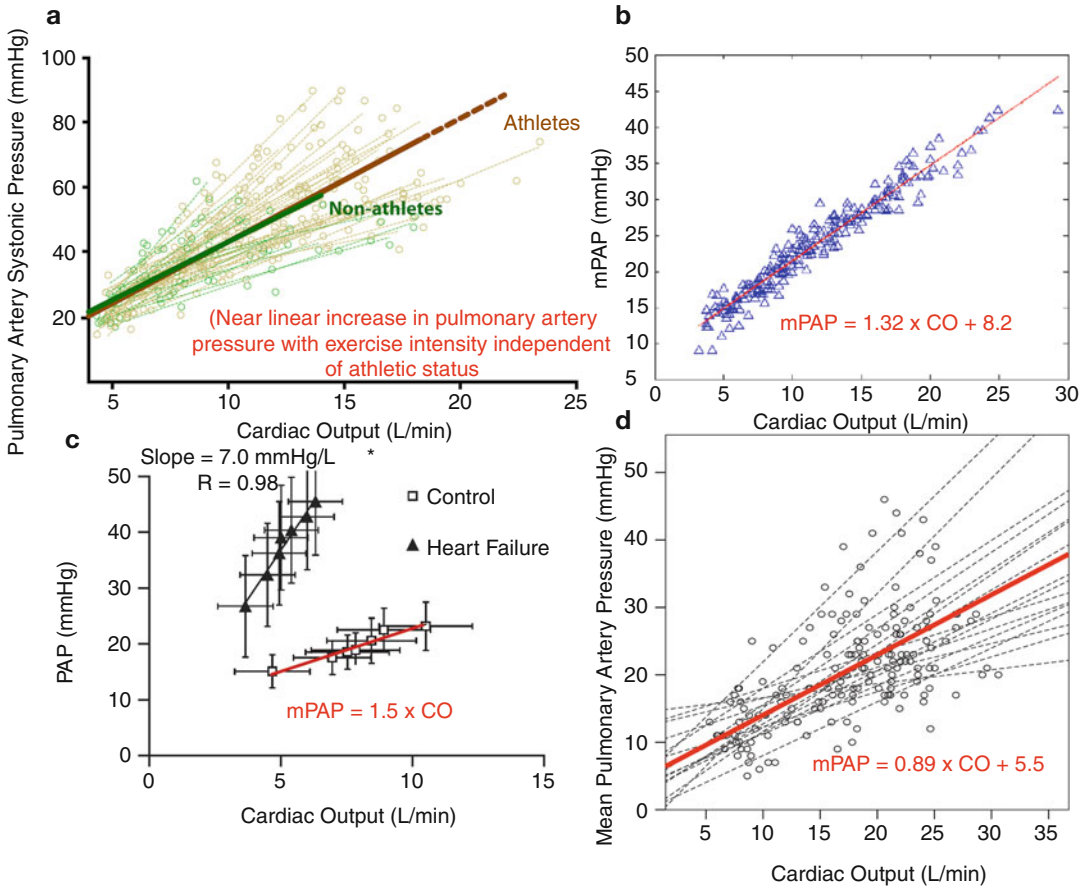 a
Pulmonary Artery Systonic Pressure (mmHg)
100
80
60
40
20
Athletes
Non-athletes
(Near linear increase in pulmonary artery
pressure with exercise intensity independent
of athletic status
5
10
15
20
25
Cardiac Output (L/min)
b
mPAP (mmHg)
50
45
40
35
30
25
20
15
10
5
mPAP = 1.32 x CO + 8.2
0
5
10
15
20
25
30
Cardiac Output (L/min)
c
Slope = 7.0 mmHg/L *
R = 0.98
PAP (mmHg)
50
40
30
20
10
0
Control
Heart Failure
mPAP = 1.5 x CO
0
5
10
15
Cardiac Output (L/min)
d
Mean Pulmonary Artery Pressure (mmHg)
50
40
30
20
10
0
mPAP = 0.89 x CO + 5.5
5
10
15
20
25
30
35
Cardiac Output (L/min)